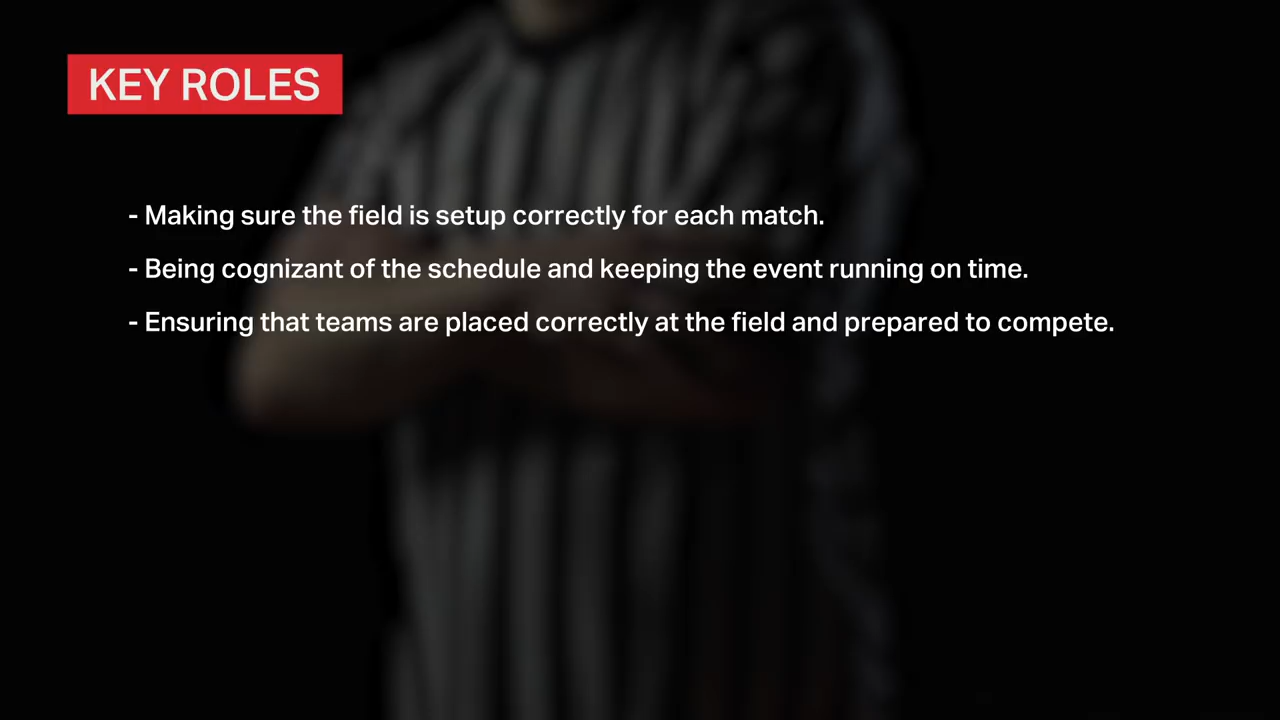 KEY ROLES
- Making sure the field is setup correctly for each match.
- Being cognizant of the schedule and keeping the event running on time.
- Ensuring that teams are placed correctly at the field and prepared to compete.